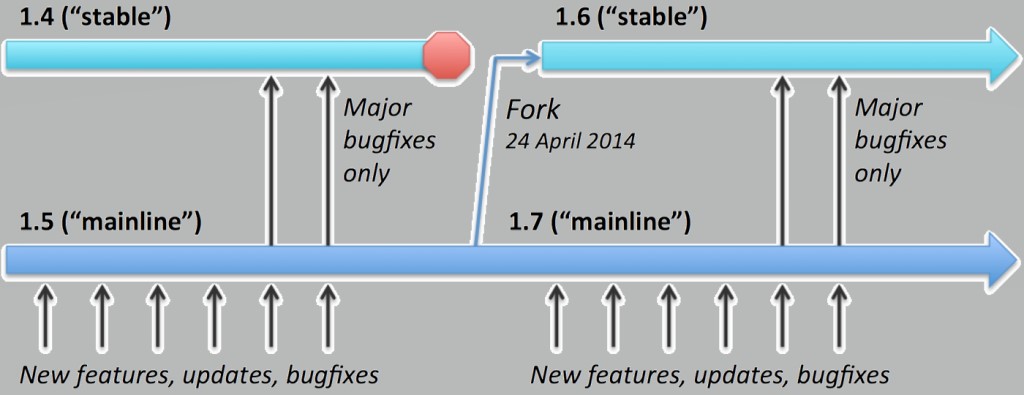 1.4 (“stable”)
1.6 (“stable”)
Major
bugfixes
only
Fork
24 April 2014
Major
bugfixes
only
1.5 (“mainline”)
1.7 (“mainline”)
New features, updates, bugfixes
New features, updates, bugfixes